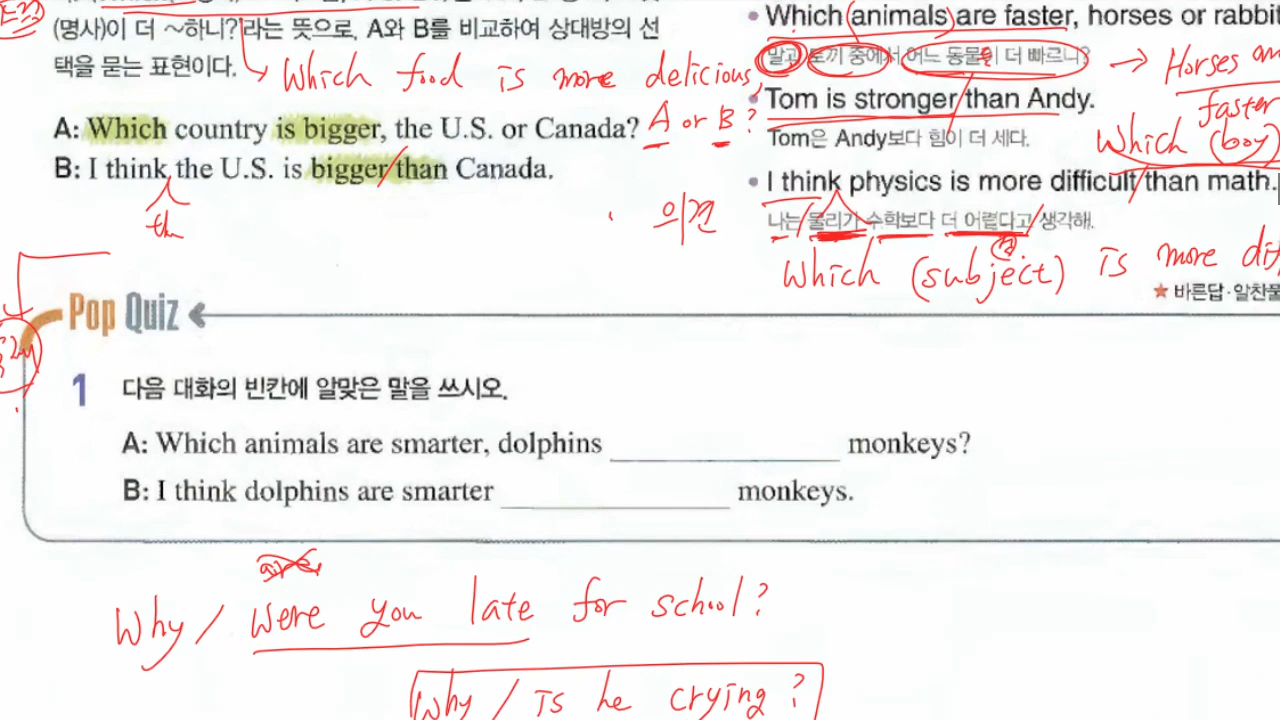 (명사)이 더 ~하니?'라는 뜻으로, A와 B를 비교하여 상대방의 선
택을 묻는 표현이다.
Which food is more delicious,
A or B?
A: Which country is bigger, the U.S. or Canada?
B: I think the U.S. is bigger than Canada.
의견
• Which animals are faster, horses or rabbi
말과 토끼 중에서 어느 동물이 더 빠르니?
→ Horses
faster
• Tom is stronger than Andy.
Tom은 Andy보다 힘이 더 세다.
Which (boy)
• I think physics is more difficult than math.
나는 물리가 수학보다 더 어렵다고 생각해.
Which (subject) is more dif
★ 바른답·알찬풀
Pop Quiz
1 다음 대화의 빈칸에 알맞은 말을 쓰시오.
A: Which animals are smarter, dolphins ____________ monkeys?
B: I think dolphins are smarter ____________ monkeys.
Why / were you late for school?
Why / is he crying?